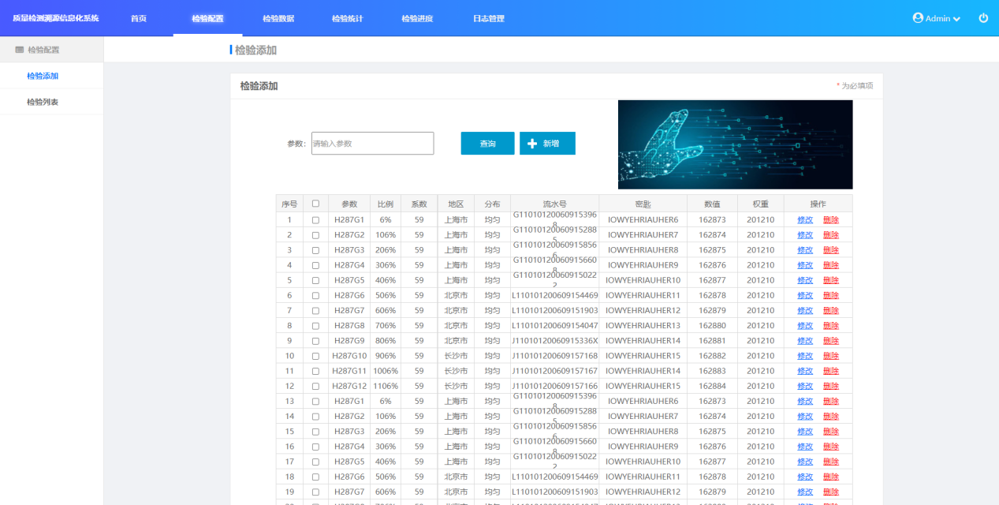 质量检测溯源信息化系统 首页 检验配置 检验数据 检验统计 检验进度 日志管理 Admin
检验配置
检验添加
检验列表
检验添加
检验添加 * 为必填项
参数: 请输入参数 查询 新增
序号 参数 比例 系数 地区 分布 流水号 密匙 数值 权重 操作
1 H287G1 6% 59 上海市 均匀 G11010120060915396 8 IOWYEHRIAUHER6 162873 201210 修改 删除
2 H287G2 106% 59 上海市 均匀 G11010120060915288 5 IOWYEHRIAUHER7 162874 201210 修改 删除
3 H287G3 206% 59 上海市 均匀 G11010120060915856 6 IOWYEHRIAUHER8 162875 201210 修改 删除
4 H287G4 306% 59 上海市 均匀 G11010120060915660 8 IOWYEHRIAUHER9 162876 201210 修改 删除
5 H287G5 406% 59 上海市 均匀 G11010120060915022 2 IOWYEHRIAUHER10 162877 201210 修改 删除
6 H287G6 506% 59 北京市 均匀 L110101200609154469 IOWYEHRIAUHER11 162878 201210 修改 删除
7 H287G7 606% 59 北京市 均匀 L110101200609151903 IOWYEHRIAUHER12 162879 201210 修改 删除
8 H287G8 706% 59 北京市 均匀 L110101200609154047 IOWYEHRIAUHER13 162880 201210 修改 删除
9 H287G9 806% 59 北京市 均匀 J11010120060915336X IOWYEHRIAUHER14 162881 201210 修改 删除
10 H287G10 906% 59 长沙市 均匀 J110101200609157168 IOWYEHRIAUHER15 162882 201210 修改 删除
11 H287G11 1006% 59 长沙市 均匀 J110101200609157167 IOWYEHRIAUHER14 162883 201210 修改 删除
12 H287G12 1106% 59 长沙市 均匀 J110101200609157166 IOWYEHRIAUHER15 162884 201210 修改 删除
13 H287G1 6% 59 上海市 均匀 G11010120060915396 8 IOWYEHRIAUHER6 162873 201210 修改 删除
14 H287G2 106% 59 上海市 均匀 G11010120060915288 5 IOWYEHRIAUHER7 162874 201210 修改 删除
15 H287G3 206% 59 上海市 均匀 G11010120060915856 6 IOWYEHRIAUHER8 162875 201210 修改 删除
16 H287G4 306% 59 上海市 均匀 G11010120060915660 8 IOWYEHRIAUHER9 162876 201210 修改 删除
17 H287G5 406% 59 上海市 均匀 G11010120060915022 2 IOWYEHRIAUHER10 162877 201210 修改 删除
18 H287G6 506% 59 北京市 均匀 L110101200609154469 IOWYEHRIAUHER11 162878 201210 修改 删除
19 H287G7 606% 59 北京市 均匀 L110101200609151903 IOWYEHRIAUHER12 162879 201210 修改 删除